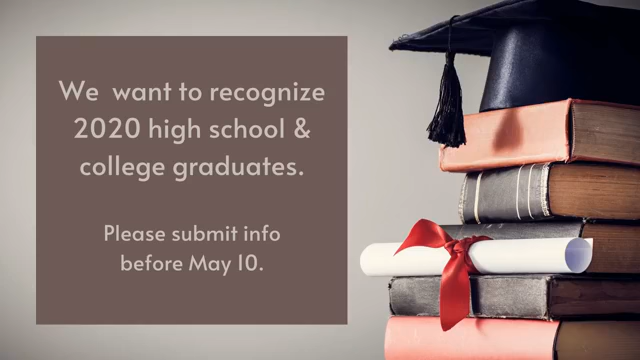 We want to recognize
2020 high school &
college graduates.
Please submit info
before May 10.